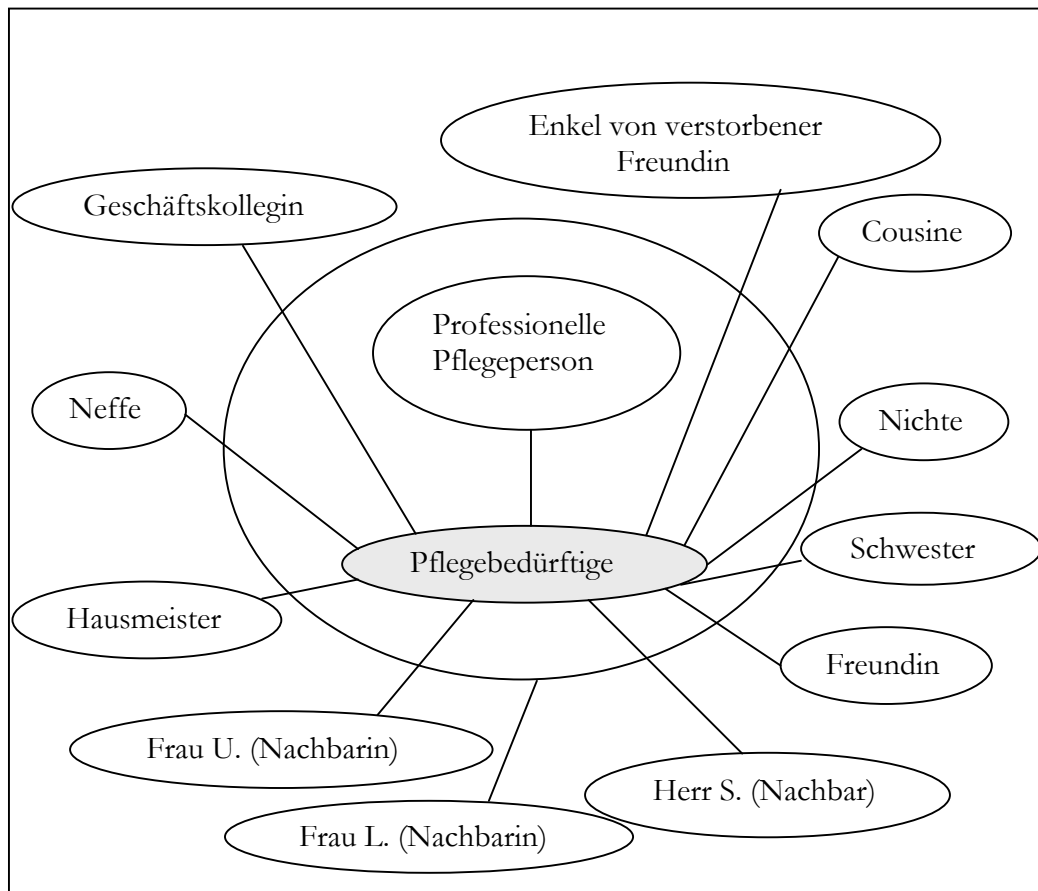 Enkel von verstorbener
Freundin
Geschäftskollegin
Cousine
Professionelle
Pflegeperson
Neffe
Nichte
Pflegebedürftige
Schwester
Hausmeister
Freundin
Frau U. (Nachbarin)
Herr S. (Nachbar)
Frau L. (Nachbarin)